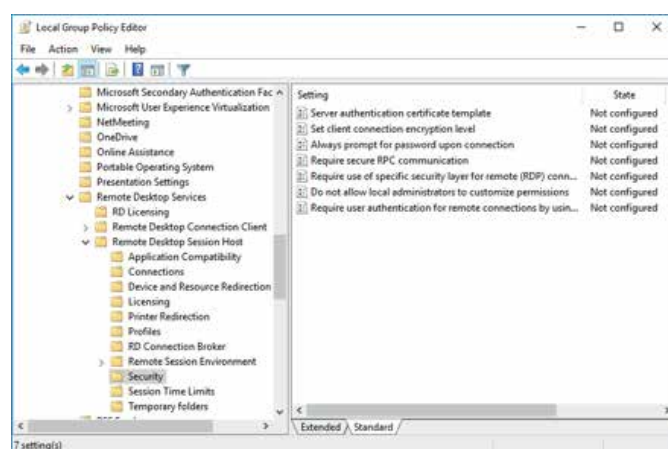 Local Group Policy Editor
File Action View Help
Microsoft Secondary Authentication Fac
Microsoft User Experience Virtualization
NetMeeting
OneDrive
Online Assistance
Portable Operating System
Presentation Settings
Remote Desktop Services
RD Licensing
Remote Desktop Connection Client
Remote Desktop Session Host
Application Compatibility
Connections
Device and Resource Redirection
Licensing
Printer Redirection
Profiles
RD Connection Broker
Remote Session Environment
Security
Session Time Limits
Temporary folders
Setting State
Server authentication certificate template Not configured
Set client connection encryption level Not configured
Always prompt for password upon connection Not configured
Require secure RPC communication Not configured
Require use of specific security layer for remote (RDP) conn... Not configured
Do not allow local administrators to customize permissions Not configured
Require user authentication for remote connections by usin... Not configured
Extended Standard
7 setting(s)